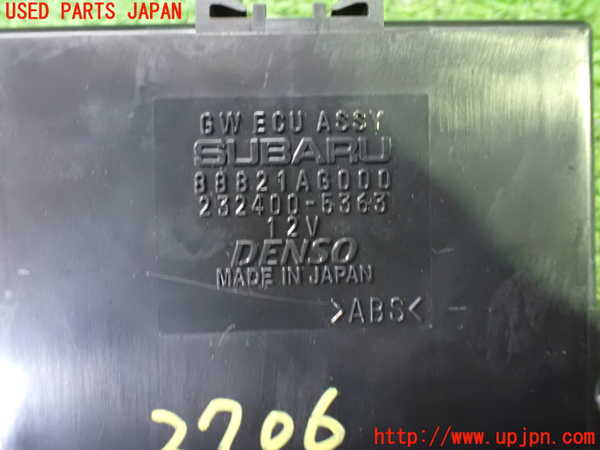 USED PARTS JAPAN
GW ECU ASSY
SUBARU
88821AG000
232400-5363
12V
DENSO
MADE IN JAPAN
>ABS<
2706
http://www.upjpn.com